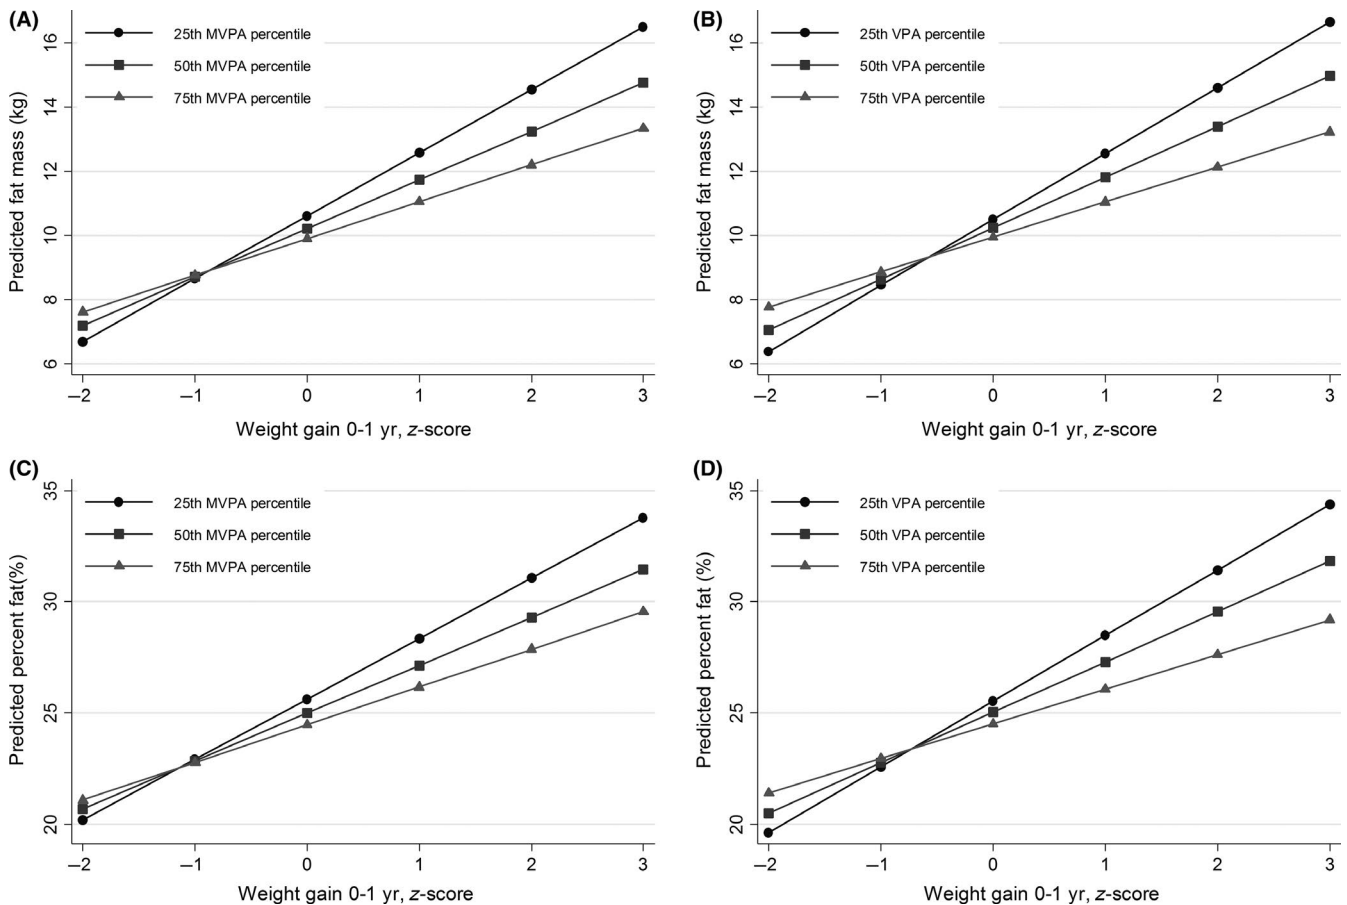 (A)
25th MVPA percentile
50th MVPA percentile
75th MVPA percentile
Predicted fat mass (kg)
16
14
12
10
8
6
–2 –1 0 1 2 3
Weight gain 0-1 yr, z-score
(B)
25th VPA percentile
50th VPA percentile
75th VPA percentile
Predicted fat mass (kg)
16
14
12
10
8
6
–2 –1 0 1 2 3
Weight gain 0-1 yr, z-score
(C)
25th MVPA percentile
50th MVPA percentile
75th MVPA percentile
Predicted percent fat(%)
35
30
25
20
–2 –1 0 1 2 3
Weight gain 0-1 yr, z-score
(D)
25th VPA percentile
50th VPA percentile
75th VPA percentile
Predicted percent fat (%)
35
30
25
20
–2 –1 0 1 2 3
Weight gain 0-1 yr, z-score